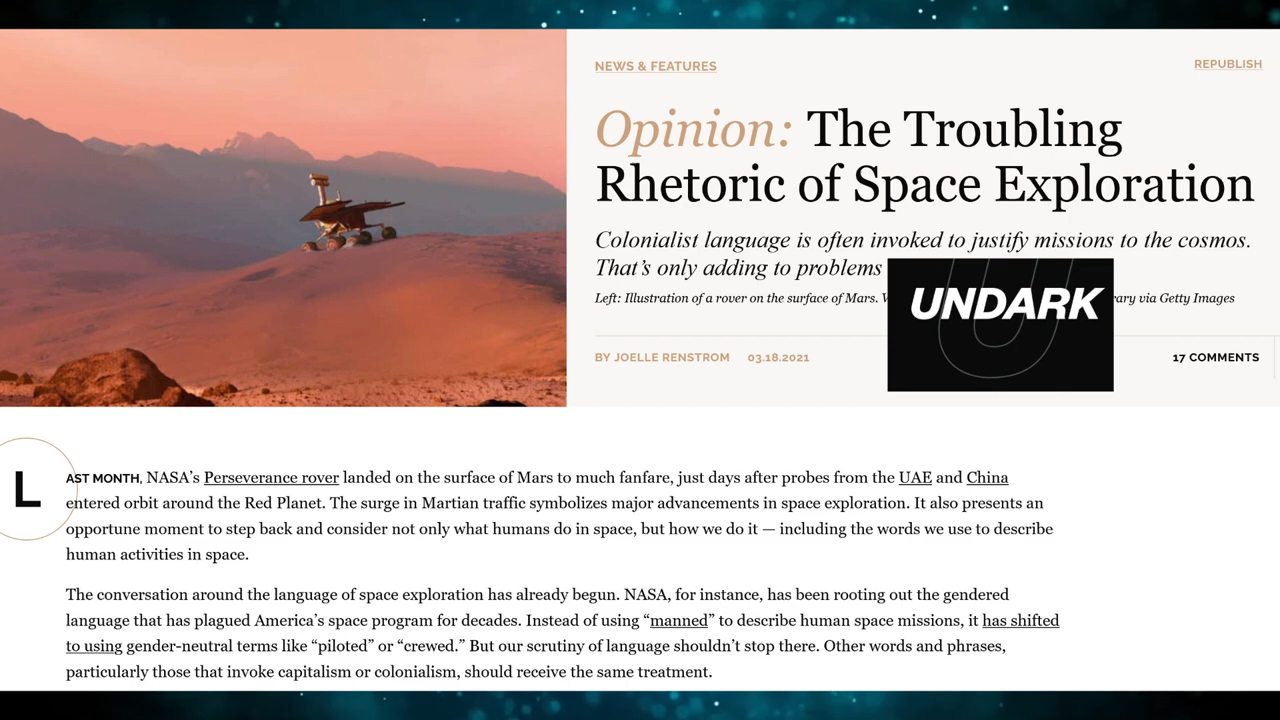 NEWS & FEATURES
REPUBLISH
Opinion: The Troubling
Rhetoric of Space Exploration
Colonialist language is often invoked to justify missions to the cosmos.
That’s only adding to problems
Left: Illustration of a rover on the surface of Mars. via Getty Images
UNDARK
BY JOELLE RENSTROM 03.18.2021
17 COMMENTS
LAST MONTH, NASA’s Perseverance rover landed on the surface of Mars to much fanfare, just days after probes from the UAE and China
entered orbit around the Red Planet. The surge in Martian traffic symbolizes major advancements in space exploration. It also presents an
opportune moment to step back and consider not only what humans do in space, but how we do it — including the words we use to describe
human activities in space.
The conversation around the language of space exploration has already begun. NASA, for instance, has been rooting out the gendered
language that has plagued America’s space program for decades. Instead of using “manned” to describe human space missions, it has shifted
to using gender-neutral terms like “piloted” or “crewed.” But our scrutiny of language shouldn’t stop there. Other words and phrases,
particularly those that invoke capitalism or colonialism, should receive the same treatment.